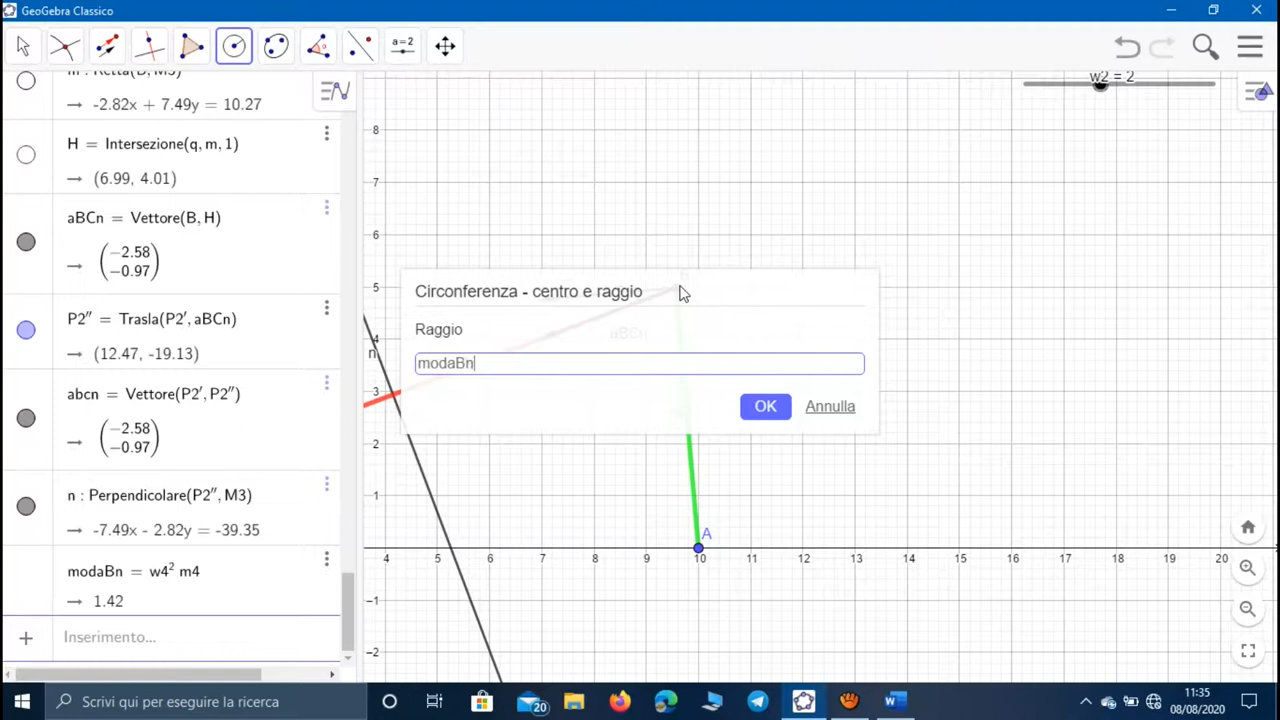 GeoGebra Classico
a=2
w2 = 2
→ -2.82x + 7.49y = 10.27
H = Intersezione(q, m, 1)
→ (6.99, 4.01)
aBCn = Vettore(B, H)
→ (-2.58
-0.97)
P2″ = Trasla(P2′, aBCn)
→ (12.47, -19.13)
abcn = Vettore(P2′, P2″)
→ (-2.58
-0.97)
n : Perpendicolare(P2″, M3)
→ -7.49x - 2.82y = -39.35
modaBn = w4² m4
→ 1.42
+ Inserimento...
Circonferenza - centro e raggio
Raggio
modaBn
OK Annulla
aBCn
n
A
8
7
6
5
4
3
2
1
−1
−2
4 5 6 7 8 9 10 11 12 13 14 15 16 17 18 19 20 21 22
Scrivi qui per eseguire la ricerca
20
W
11:35
08/08/2020